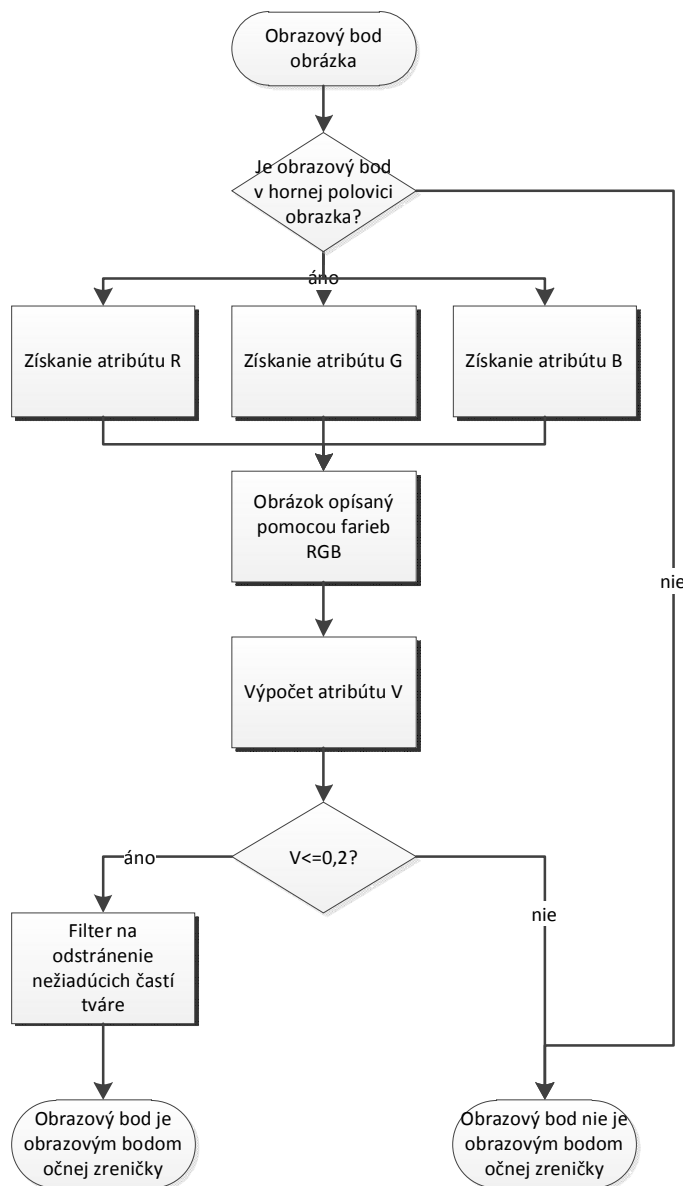 Obrazový bod
obrázka
Je obrazový bod
v hornej polovici
obrazka?
áno
Získanie atribútu R
Získanie atribútu G
Získanie atribútu B
Obrázok opísaný
pomocou farieb
RGB
nie
Výpočet atribútu V
V<=0,2?
áno
nie
Filter na
odstránenie
nežiadúcich častí
tváre
Obrazový bod je
obrazovým bodom
očnej zreničky
Obrazový bod nie je
obrazovým bodom
očnej zreničky